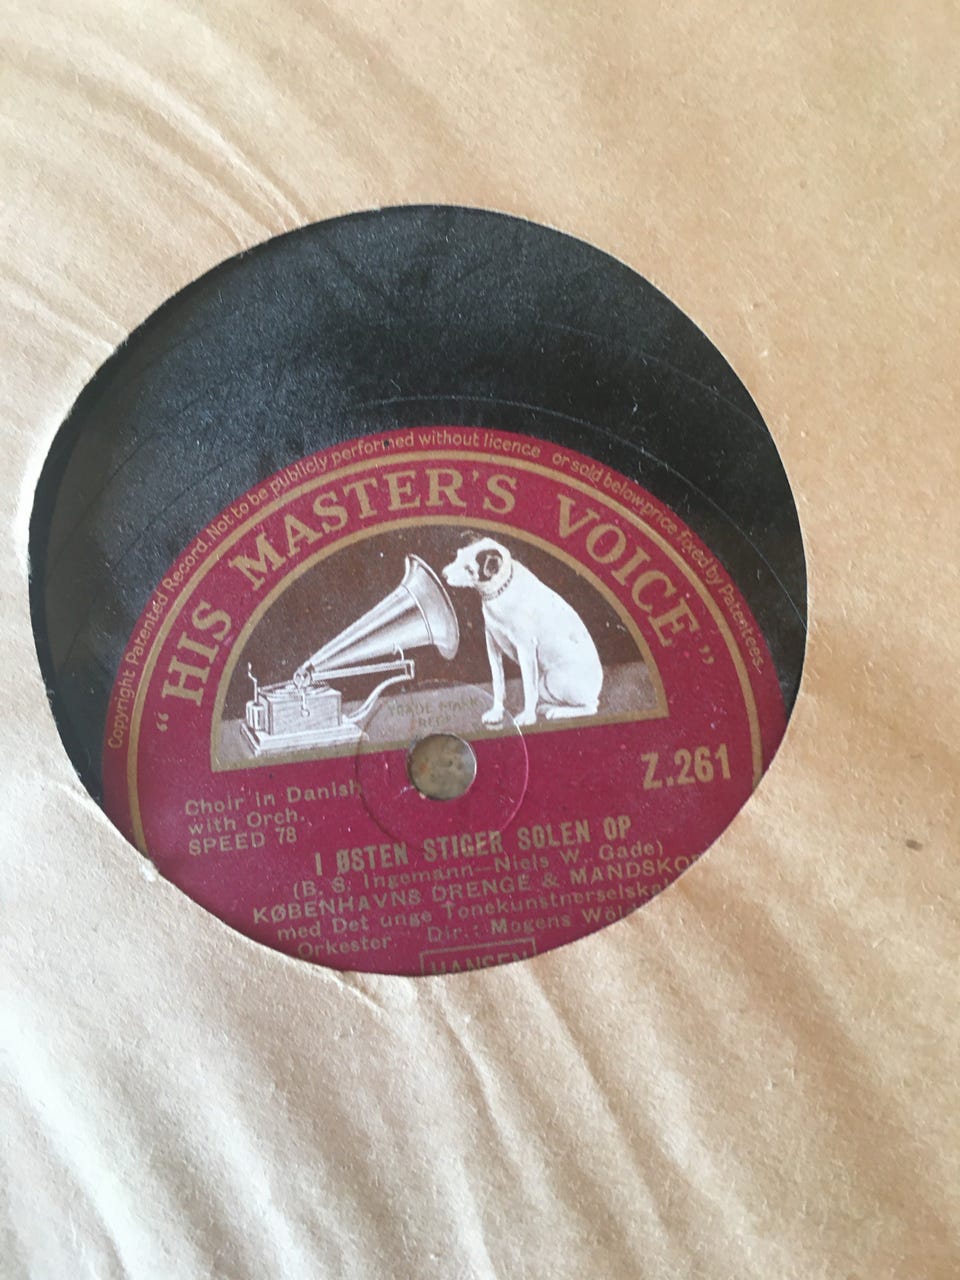 Copyright Patented Record. Not to be publicly performed without licence or sold below price fixed by Patentees.
"HIS MASTER'S VOICE"
TRADE MARK
REGD
Z.261
Choir in Danish
with Orch.
SPEED 78
I ØSTEN STIGER SOLEN OP
(B. S. Ingemann—Niels W. Gade)
KØBENHAVNS DRENGE & MANDSKO
med Det unge Tonekunstnerselska
Orkester Dir.: Mogens Wöl
HANSEN